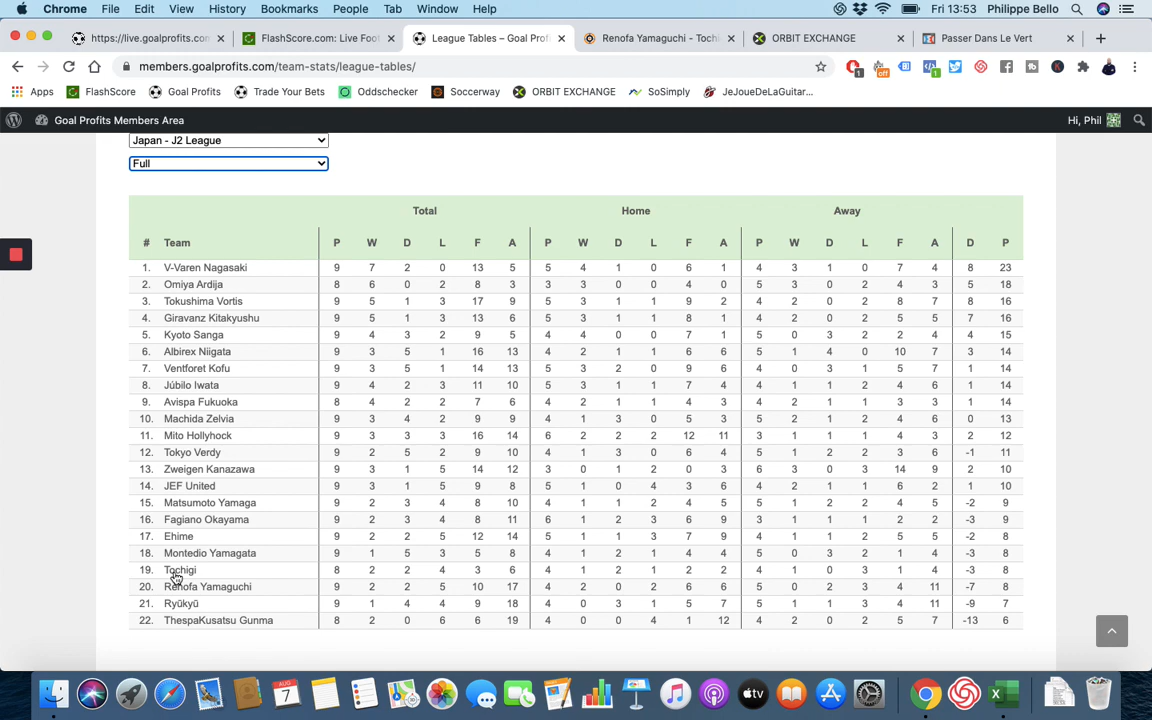 Chrome File Edit View History Bookmarks People Tab Window Help Fri 13:53 Philippe Bello
https://live.goalprofits.com FlashScore.com: Live Foot League Tables – Goal Profi Renofa Yamaguchi - Tochi ORBIT EXCHANGE Passer Dans Le Vert
members.goalprofits.com/team-stats/league-tables/ 1 off 1
Apps FlashScore Goal Profits Trade Your Bets Oddschecker Soccerway ORBIT EXCHANGE SoSimply JeJoueDeLaGuitar...
Goal Profits Members Area Hi, Phil
Japan - J2 League
Full
Total Home Away
# Team P W D L F A P W D L F A P W D L F A D P
1. V-Varen Nagasaki 9 7 2 0 13 5 5 4 1 0 6 1 4 3 1 0 7 4 8 23
2. Omiya Ardija 8 6 0 2 8 3 3 3 0 0 4 0 5 3 0 2 4 3 5 18
3. Tokushima Vortis 9 5 1 3 17 9 5 3 1 1 9 2 4 2 0 2 8 7 8 16
4. Giravanz Kitakyushu 9 5 1 3 13 6 5 3 1 1 8 1 4 2 0 2 5 5 7 16
5. Kyoto Sanga 9 4 3 2 9 5 4 4 0 0 7 1 5 0 3 2 2 4 4 15
6. Albirex Niigata 9 3 5 1 16 13 4 2 1 1 6 6 5 1 4 0 10 7 3 14
7. Ventforet Kofu 9 3 5 1 14 13 5 3 2 0 9 6 4 0 3 1 5 7 1 14
8. Júbilo Iwata 9 4 2 3 11 10 5 3 1 1 7 4 4 1 1 2 4 6 1 14
9. Avispa Fukuoka 8 4 2 2 7 6 4 2 1 1 4 3 4 2 1 1 3 3 1 14
10. Machida Zelvia 9 3 4 2 9 9 4 1 3 0 5 3 5 2 1 2 4 6 0 13
11. Mito Hollyhock 9 3 3 3 16 14 6 2 2 2 12 11 3 1 1 1 4 3 2 12
12. Tokyo Verdy 9 2 5 2 9 10 4 1 3 0 6 4 5 1 2 2 3 6 -1 11
13. Zweigen Kanazawa 9 3 1 5 14 12 3 0 1 2 0 3 6 3 0 3 14 9 2 10
14. JEF United 9 3 1 5 9 8 5 1 0 4 3 6 4 2 1 1 6 2 1 10
15. Matsumoto Yamaga 9 2 3 4 8 10 4 1 1 2 4 5 5 1 2 2 4 5 -2 9
16. Fagiano Okayama 9 2 3 4 8 11 6 1 2 3 6 9 3 1 1 1 2 2 -3 9
17. Ehime 9 2 2 5 12 14 5 1 1 3 7 9 4 1 1 2 5 5 -2 8
18. Montedio Yamagata 9 1 5 3 5 8 4 1 2 1 4 4 5 0 3 2 1 4 -3 8
19. Tochigi 8 2 2 4 3 6 4 1 2 1 2 2 4 1 0 3 1 4 -3 8
20. Renofa Yamaguchi 9 2 2 5 10 17 4 2 0 2 6 6 5 0 2 3 4 11 -7 8
21. Ryūkyū 9 1 4 4 9 18 4 0 3 1 5 7 5 1 1 3 4 11 -9 7
22. ThespaKusatsu Gunma 8 2 0 6 6 19 4 0 0 4 1 12 4 2 0 2 5 7 -13 6
AUG
7